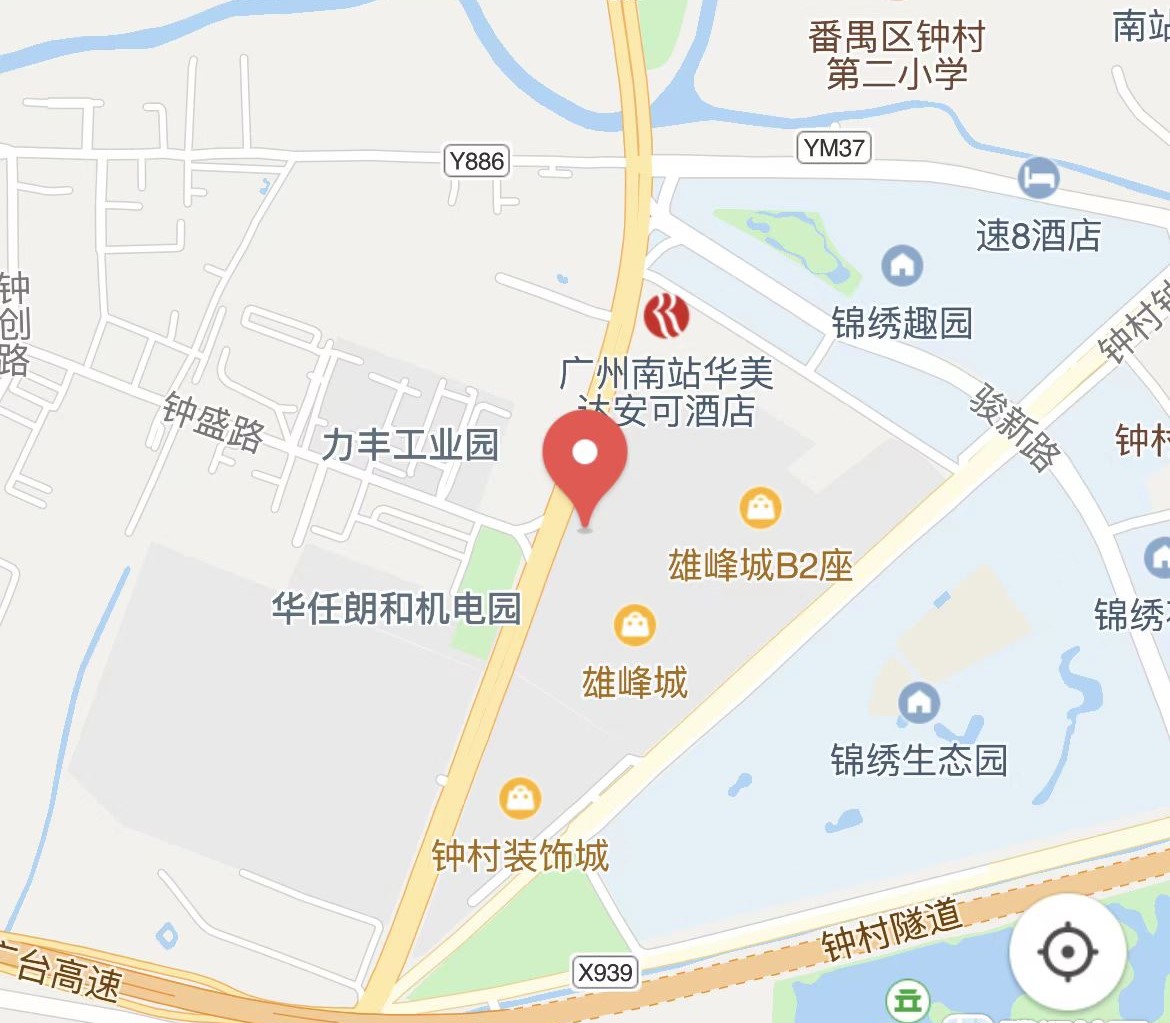 番禺区钟村
第二小学
南站
Y886
YM37
速8酒店
锦绣趣园
钟创路
钟村钟
广州南站华美
达安可酒店
骏新路
钟盛路
力丰工业园
钟村
雄峰城B2座
华任朗和机电园
锦绣
雄峰城
锦绣生态园
钟村装饰城
钟村隧道
X939
台高速